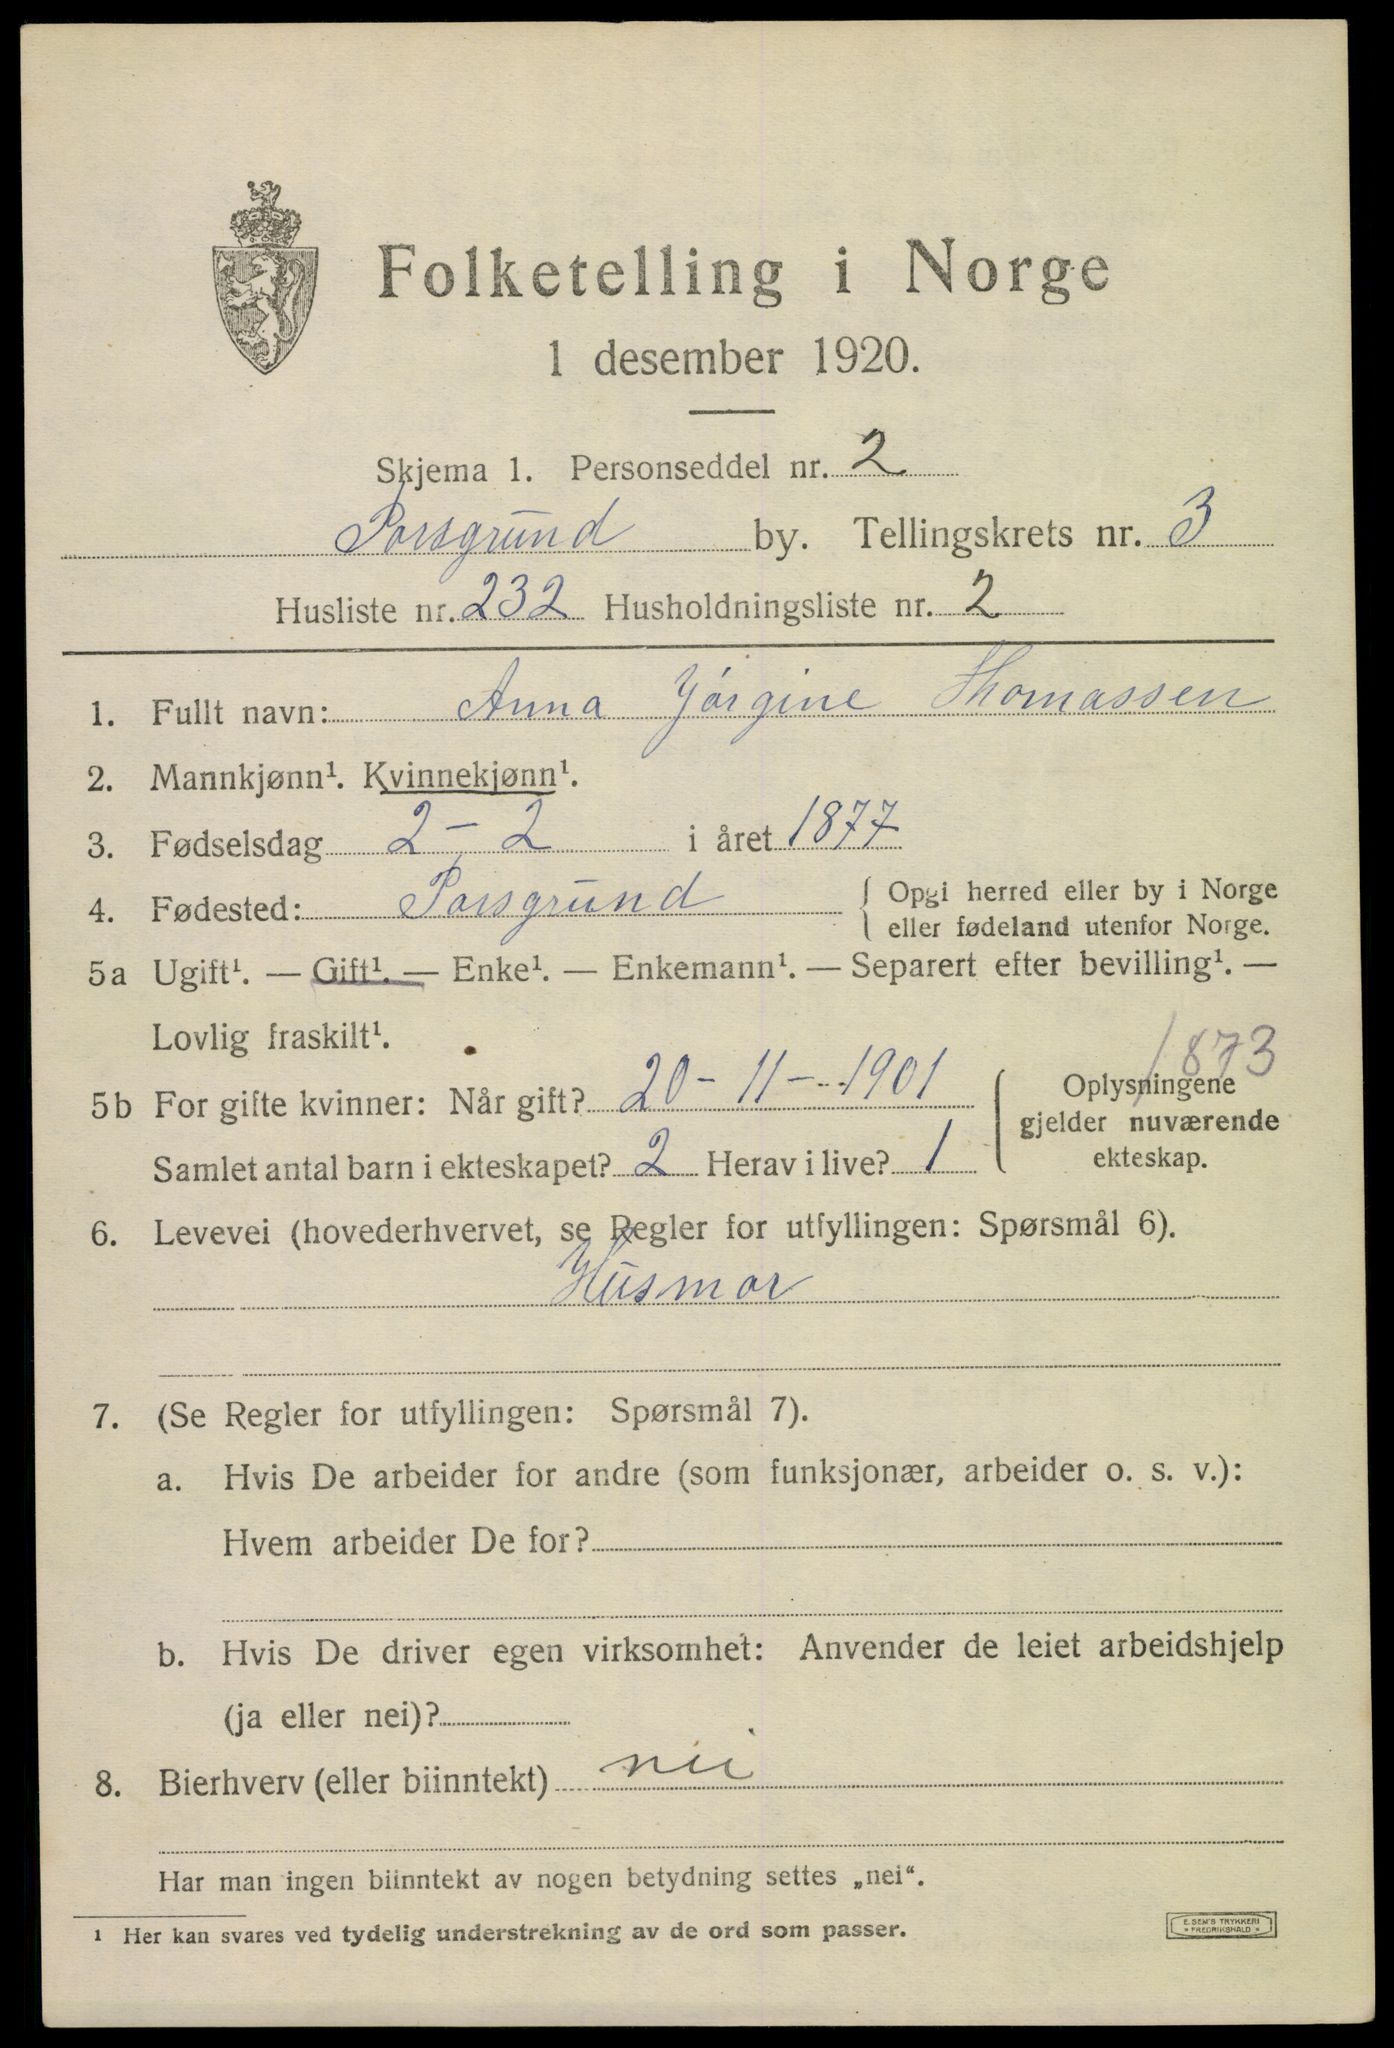 Folketelling i Norge
1 desember 1920.
Skjema 1. Personseddel nr. 2
Porsgrund by. Tellingskrets nr. 3
Husliste nr. 232 Husholdningsliste nr. 2
1. Fullt navn: Anna Jörgine Thomassen
2. Mannkjønn¹. Kvinnekjønn¹.
3. Fødselsdag 2 - 2 i året 1877
4. Fødested: Porsgrund { Opgi herred eller by i Norge
eller fødeland utenfor Norge.
5a Ugift¹. — Gift¹. — Enke¹. — Enkemann¹. — Separert efter bevilling¹. —
Lovlig fraskilt¹.
1873
5b For gifte kvinner: Når gift? 20 - 11 - 1901
Samlet antal barn i ekteskapet? 2 Herav i live? 1
Oplysningene
gjelder nuværende
ekteskap.
6. Levevei (hovederhvervet, se Regler for utfyllingen: Spørsmål 6).
Husmor
7. (Se Regler for utfyllingen: Spørsmål 7).
a. Hvis De arbeider for andre (som funksjonær, arbeider o. s. v.):
Hvem arbeider De for?
b. Hvis De driver egen virksomhet: Anvender de leiet arbeidshjelp
(ja eller nei)?
8. Bierhverv (eller biinntekt) nei
Har man ingen biinntekt av nogen betydning settes „nei“.
¹ Her kan svares ved tydelig understrekning av de ord som passer.
E. SEM'S TRYKKERI
* FREDRIKSHALD *